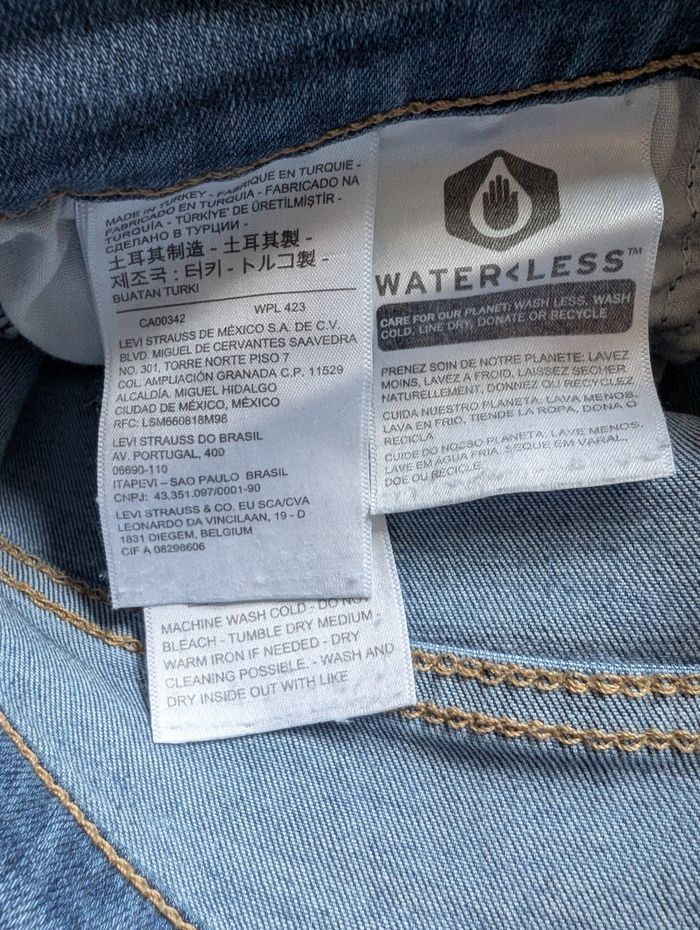 MADE IN TURKEY - FABRIQUE EN TURQUIE -
FABRICADO EN TURQUIA - FABRICADO NA
TURQUIA - TÜRKİYE' DE ÜRETİLMİŞTİR -
СДЕЛАНО В ТУРЦИИ -
土耳其制造 - 土耳其製 -
제조국 : 터키 - トルコ製 -
BUATAN TURKI
CA00342 WPL 423
LEVI STRAUSS DE MÉXICO S.A. DE C.V.
BLVD. MIGUEL DE CERVANTES SAAVEDRA
NO. 301, TORRE NORTE PISO 7
COL. AMPLIACIÓN GRANADA C.P. 11529
ALCALDÍA. MIGUEL HIDALGO
CIUDAD DE MÉXICO, MÉXICO
RFC: LSM660818M98
LEVI STRAUSS DO BRASIL
AV. PORTUGAL, 400
06690-110
ITAPEVI – SAO PAULO BRASIL
CNPJ: 43.351.097/0001-90
LEVI STRAUSS & CO. EU SCA/CVA
LEONARDO DA VINCILAAN, 19 - D
1831 DIEGEM, BELGIUM
CIF A 08298606
WATER<LESS™
CARE FOR OUR PLANET: WASH LESS, WASH
COLD, LINE DRY, DONATE OR RECYCLE
PRENEZ SOIN DE NOTRE PLANETE: LAVEZ
MOINS, LAVEZ A FROID, LAISSEZ SECHER
NATURELLEMENT, DONNEZ OU RECYCLEZ
CUIDA NUESTRO PLANETA: LAVA MENOS,
LAVA EN FRIO, TIENDE LA ROPA, DONA O
RECICLA
CUIDE DO NOSSO PLANETA: LAVE MENOS,
LAVE EM AGUA FRIA, SEQUE EM VARAL,
DOE OU RECICLE
MACHINE WASH COLD - DO NOT
BLEACH - TUMBLE DRY MEDIUM -
WARM IRON IF NEEDED - DRY
CLEANING POSSIBLE. - WASH AND
DRY INSIDE OUT WITH LIKE